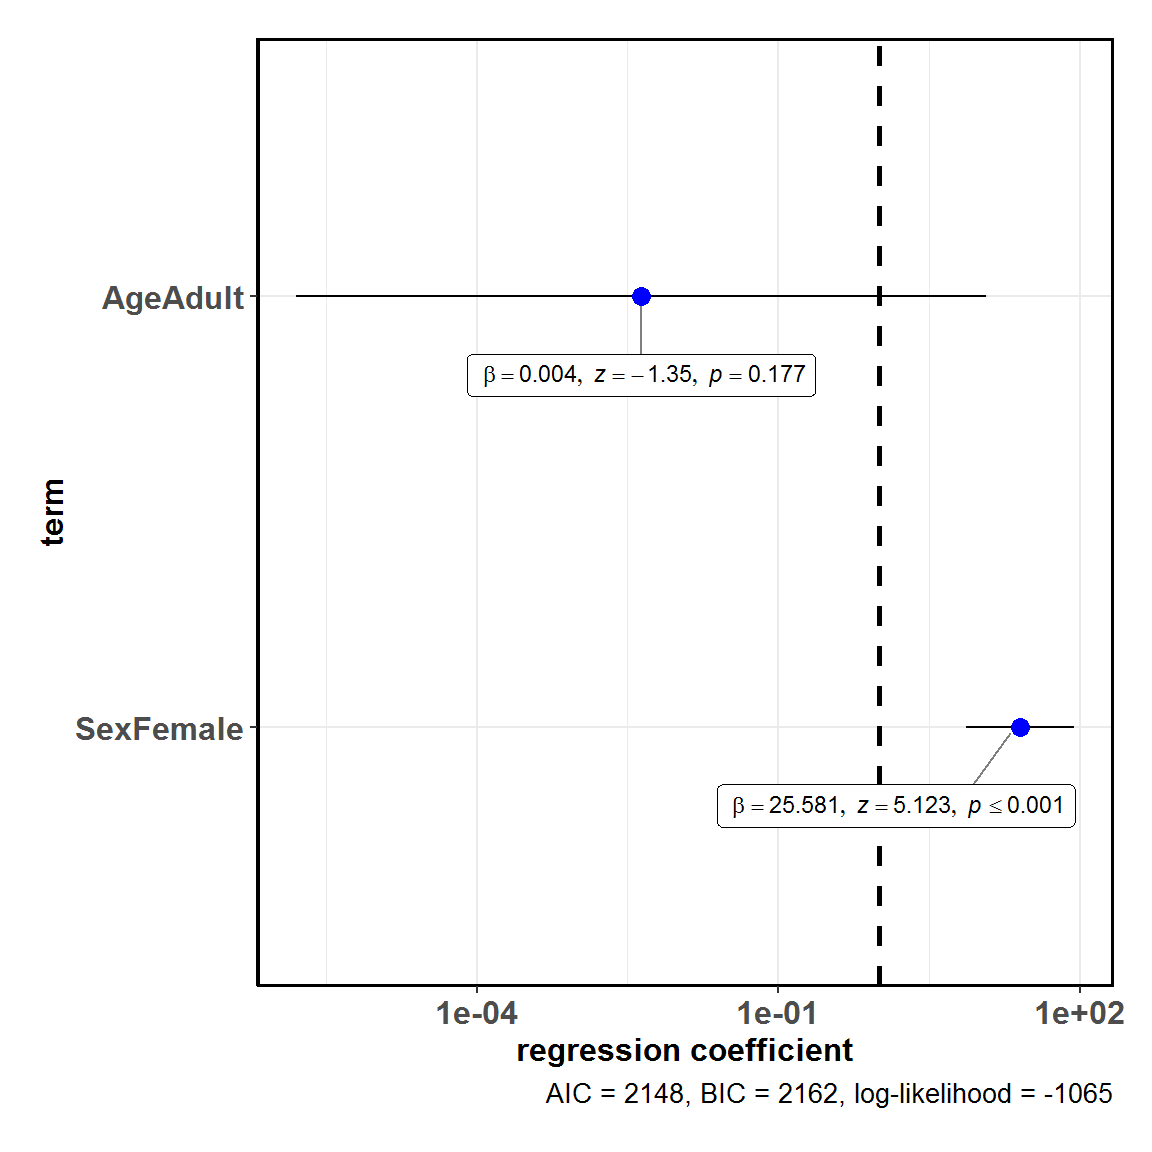 AgeAdult
β = 0.004, z = −1.35, p = 0.177
term
SexFemale
β = 25.581, z = 5.123, p ≤ 0.001
1e-04 1e-01 1e+02
regression coefficient
AIC = 2148, BIC = 2162, log-likelihood = -1065